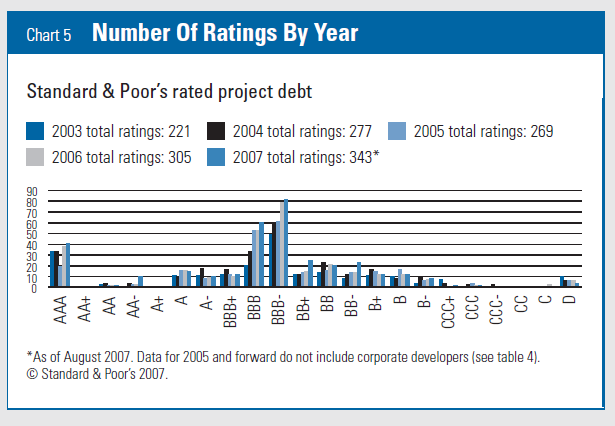 Chart 5 Number Of Ratings By Year
Standard & Poor's rated project debt
2003 total ratings: 221 2004 total ratings: 277 2005 total ratings: 269
2006 total ratings: 305 2007 total ratings: 343*
90
80
70
60
50
40
30
20
10
0
AAA
AA+
AA
AA-
A+
A
A-
BBB+
BBB
BBB-
BB+
BB
BB-
B+
B
B-
CCC+
CCC
CCC-
CC
C
D
*As of August 2007. Data for 2005 and forward do not include corporate developers (see table 4).
© Standard & Poor's 2007.